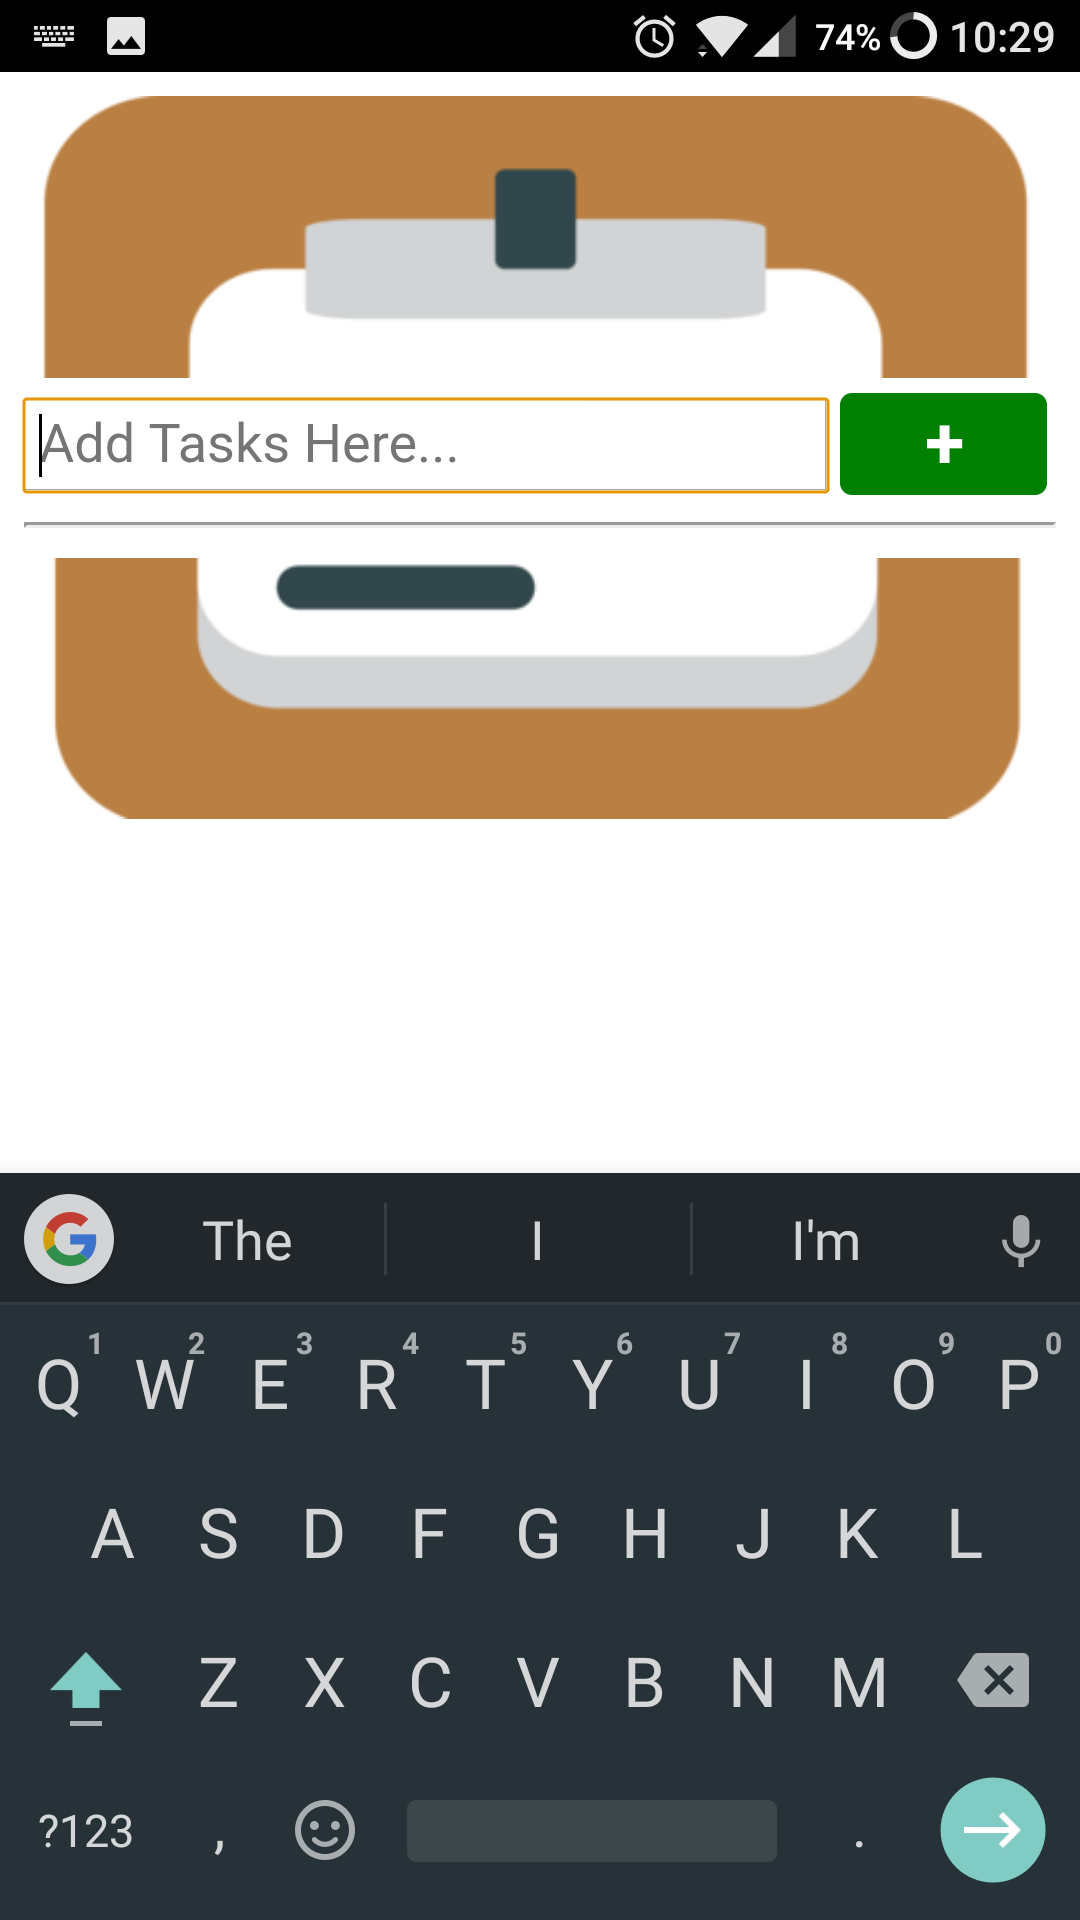 74% 10:29
Add Tasks Here...
+
The I I'm
1 2 3 4 5 6 7 8 9 0
Q W E R T Y U I O P
A S D F G H J K L
Z X C V B N M
?123 , .